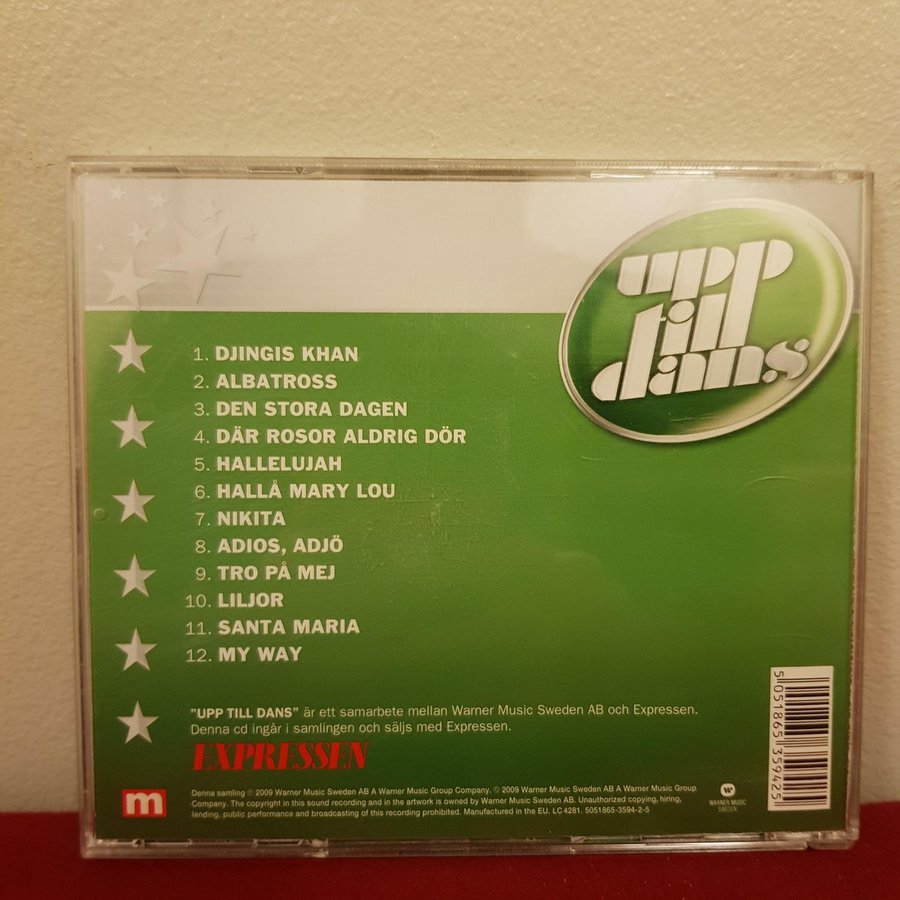 upp
till
dans
1. DJINGIS KHAN
2. ALBATROSS
3. DEN STORA DAGEN
4. DÄR ROSOR ALDRIG DÖR
5. HALLELUJAH
6. HALLÅ MARY LOU
7. NIKITA
8. ADIOS, ADJÖ
9. TRO PÅ MEJ
10. LILJOR
11. SANTA MARIA
12. MY WAY
"UPP TILL DANS" är ett samarbete mellan Warner Music Sweden AB och Expressen.
Denna cd ingår i samlingen och säljs med Expressen.
EXPRESSEN
m
Denna samling ℗ 2009 Warner Music Sweden AB A Warner Music Group Company. © 2009 Warner Music Sweden AB A Warner Music Group
Company. The copyright in this sound recording and in the artwork is owned by Warner Music Sweden AB. Unauthorized copying, hiring,
lending, public performance and broadcasting of this recording prohibited. Manufactured in the EU. LC 4281. 5051865-3594-2-5
WARNER MUSIC
SWEDEN
5 051865 359425